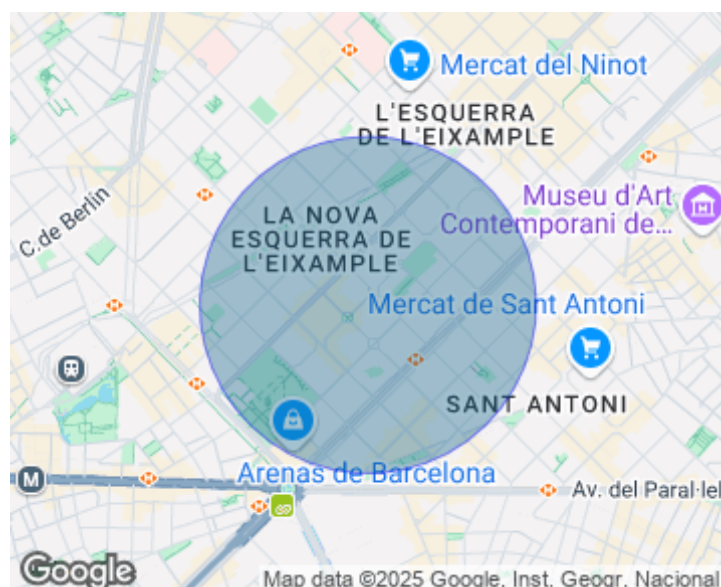 Mercat del Ninot
L'ESQUERRA
DE L'EIXAMPLE
Museu d'Art
Contemporani de...
C. de Berlín
LA NOVA
ESQUERRA DE
L'EIXAMPLE
Mercat de Sant Antoni
SANT ANTONI
Arenas de Barcelona
M
Av. del Paral·lel
Google
Map data ©2025 Google, Inst. Geogr. Nacional